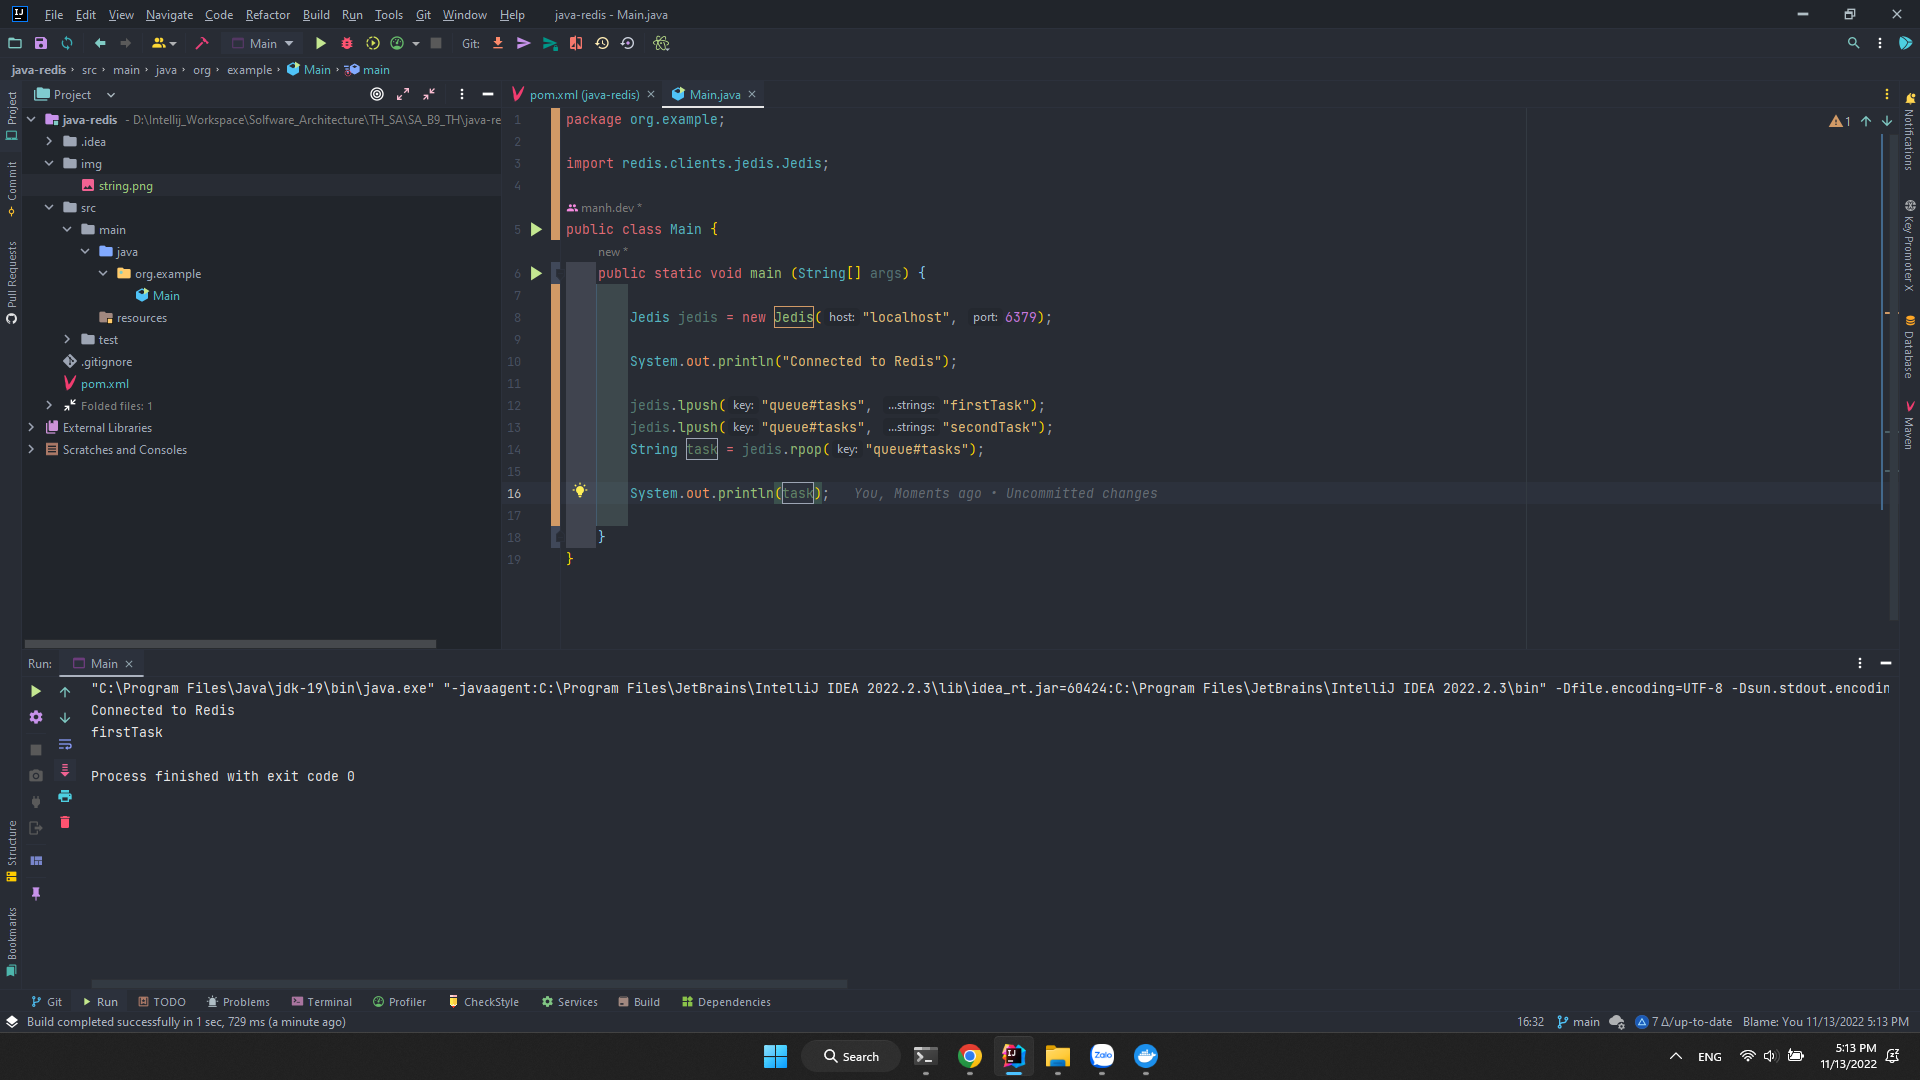 File Edit View Navigate Code Refactor Build Run Tools Git Window Help java-redis - Main.java
Main Git:
java-redis › src › main › java › org › example › Main › main
Project
pom.xml (java-redis)
Main.java
java-redis - D:\Intellij_Workspace\Solfware_Architecture\TH_SA\SA_B9_TH\java-re
.idea
img
string.png
src
main
java
org.example
Main
resources
test
.gitignore
pom.xml
Folded files: 1
External Libraries
Scratches and Consoles
Project
Commit
Pull Requests
Structure
Bookmarks
1 package org.example;
2
3 import redis.clients.jedis.Jedis;
4
manh.dev *
5 public class Main {
new *
6 public static void main (String[] args) {
7
8 Jedis jedis = new Jedis( host: "localhost", port: 6379);
9
10 System.out.println("Connected to Redis");
11
12 jedis.lpush( key: "queue#tasks", ...strings: "firstTask");
13 jedis.lpush( key: "queue#tasks", ...strings: "secondTask");
14 String task = jedis.rpop( key: "queue#tasks");
15
16 System.out.println(task); You, Moments ago • Uncommitted changes
17
18 }
19 }
1
Notifications
Key Promoter X
Database
Maven
Run: Main
"C:\Program Files\Java\jdk-19\bin\java.exe" "-javaagent:C:\Program Files\JetBrains\IntelliJ IDEA 2022.2.3\lib\idea_rt.jar=60424:C:\Program Files\JetBrains\IntelliJ IDEA 2022.2.3\bin" -Dfile.encoding=UTF-8 -Dsun.stdout.encodin
Connected to Redis
firstTask
Process finished with exit code 0
Git Run TODO Problems Terminal Profiler CheckStyle Services Build Dependencies
Build completed successfully in 1 sec, 729 ms (a minute ago) 16:32 main 7 Δ/up-to-date Blame: You 11/13/2022 5:13 PM
Search Zalo ENG 5:13 PM
11/13/2022